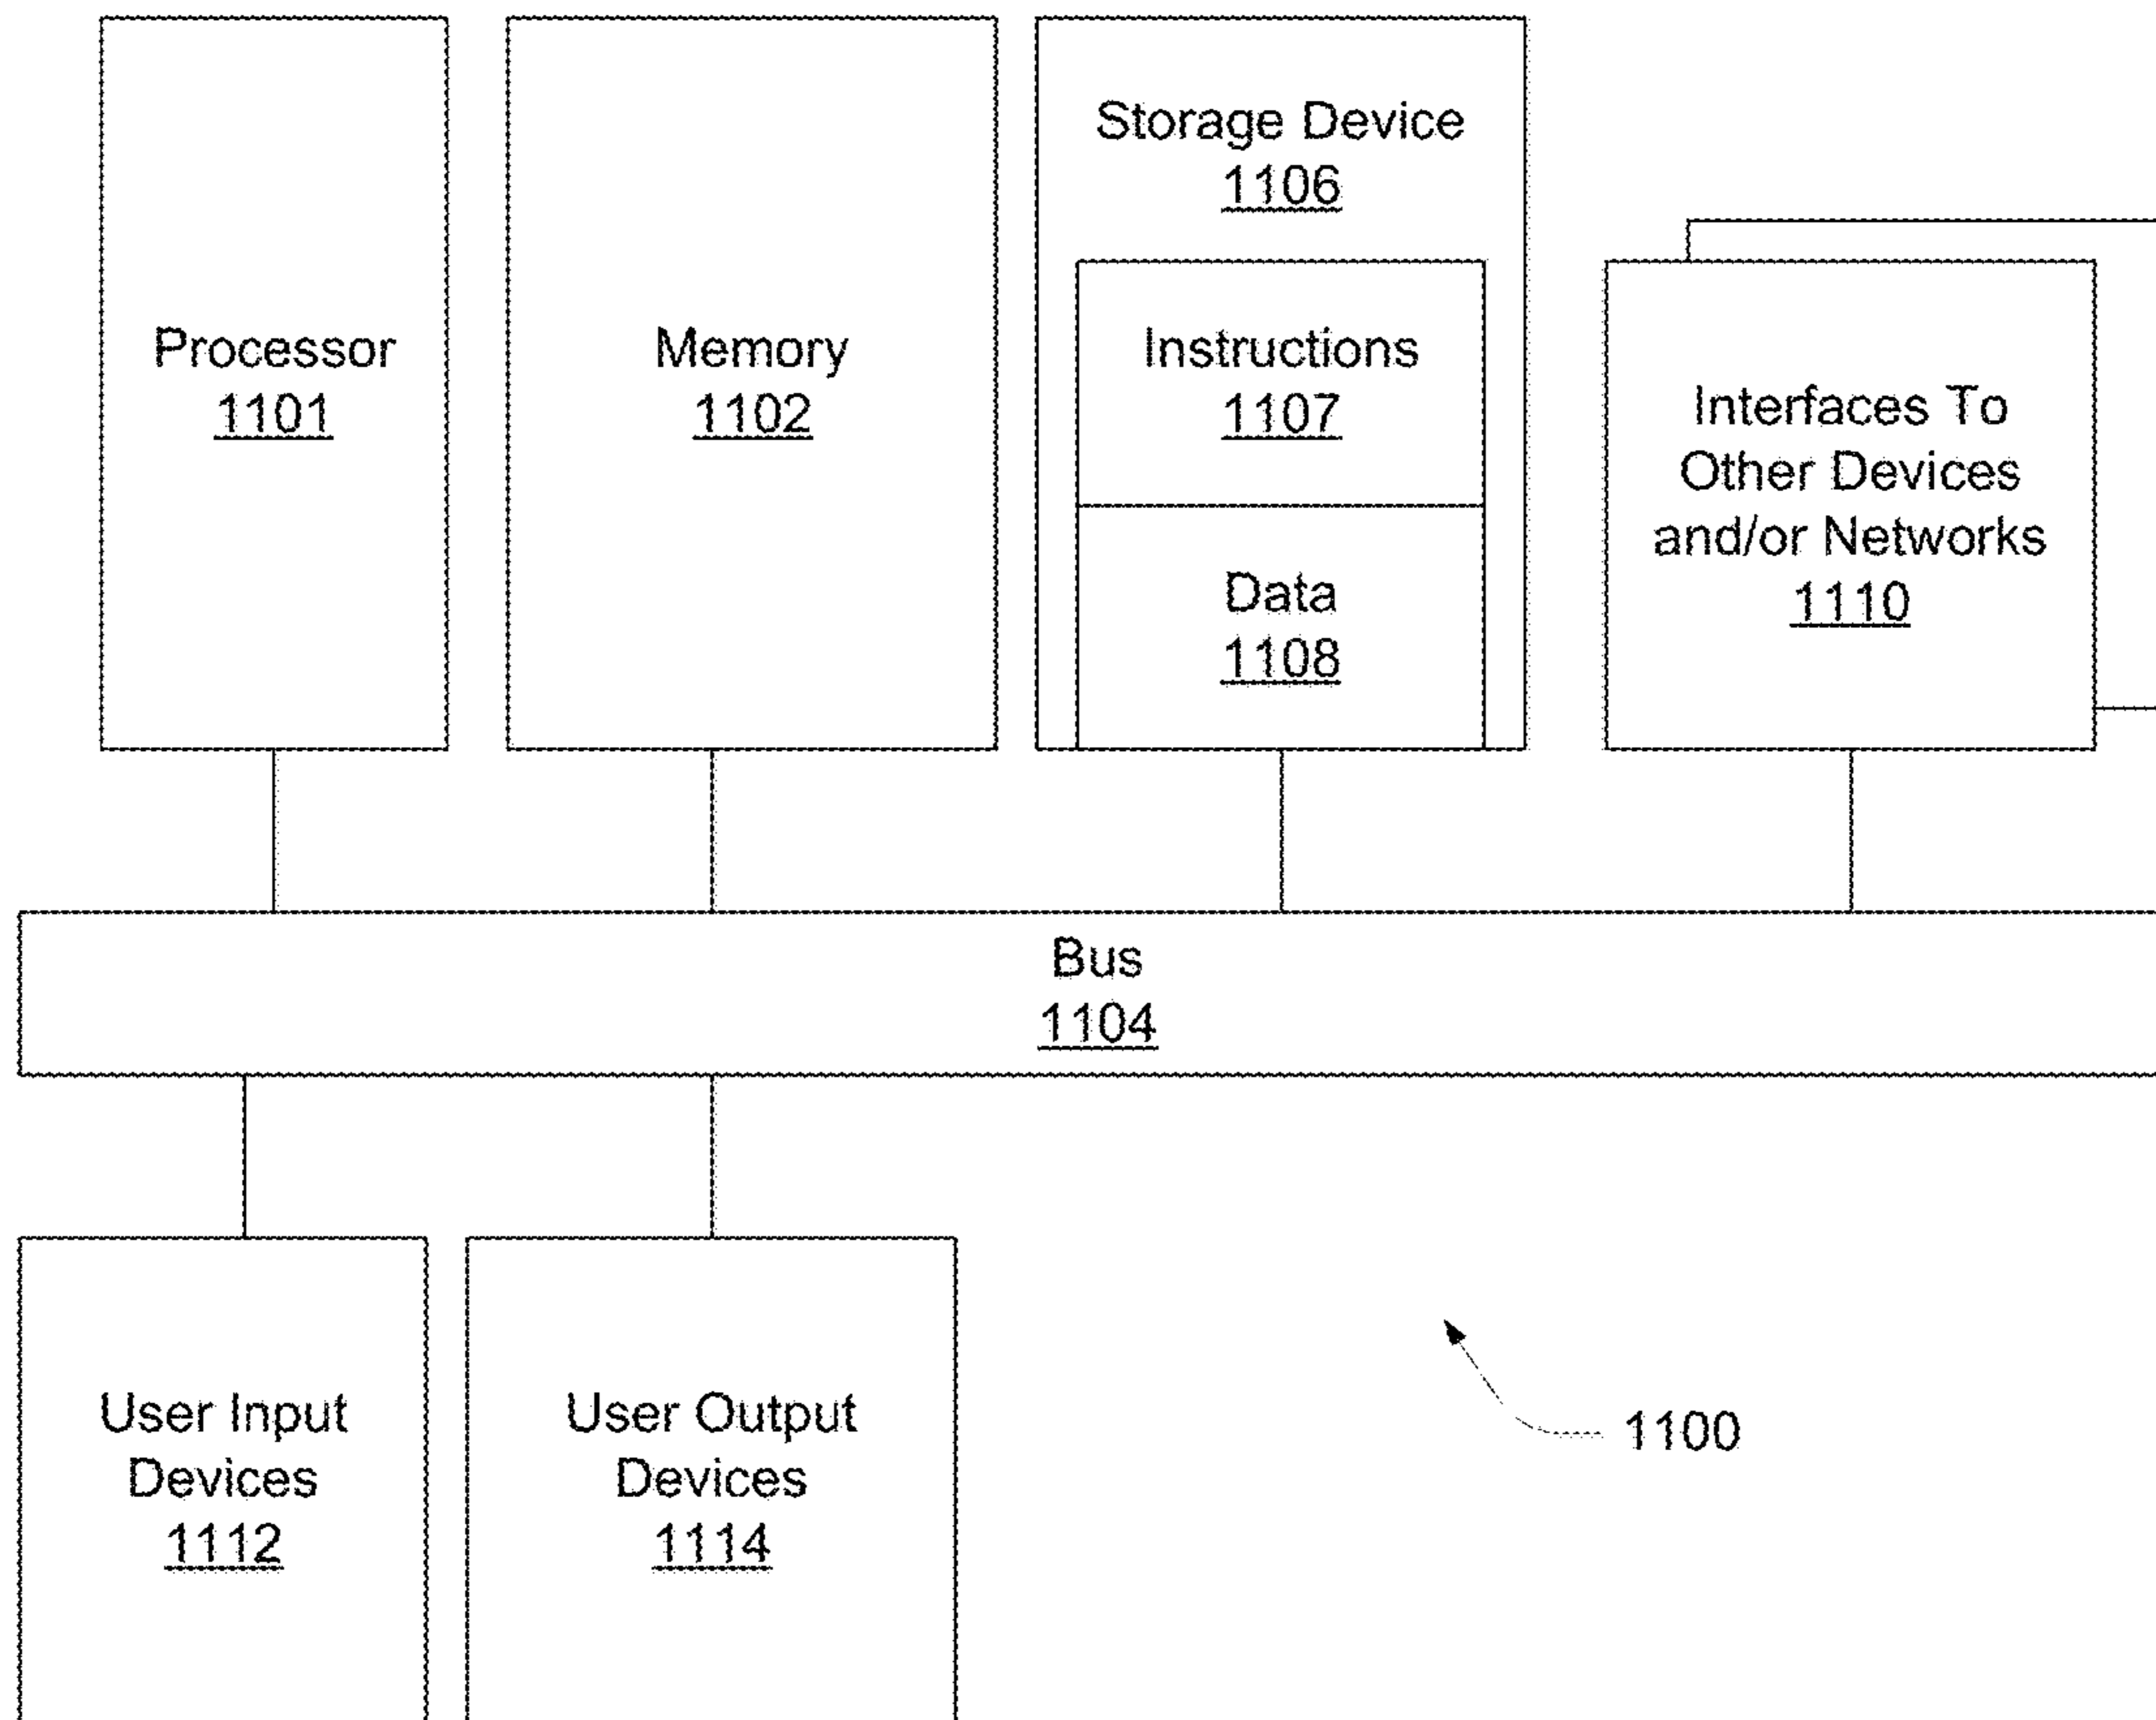 Processor
1101
Memory
1102
Storage Device
1106
Instructions
1107
Data
1108
Interfaces To
Other Devices
and/or Networks
1110
Bus
1104
User Input
Devices
1112
User Output
Devices
1114
1100